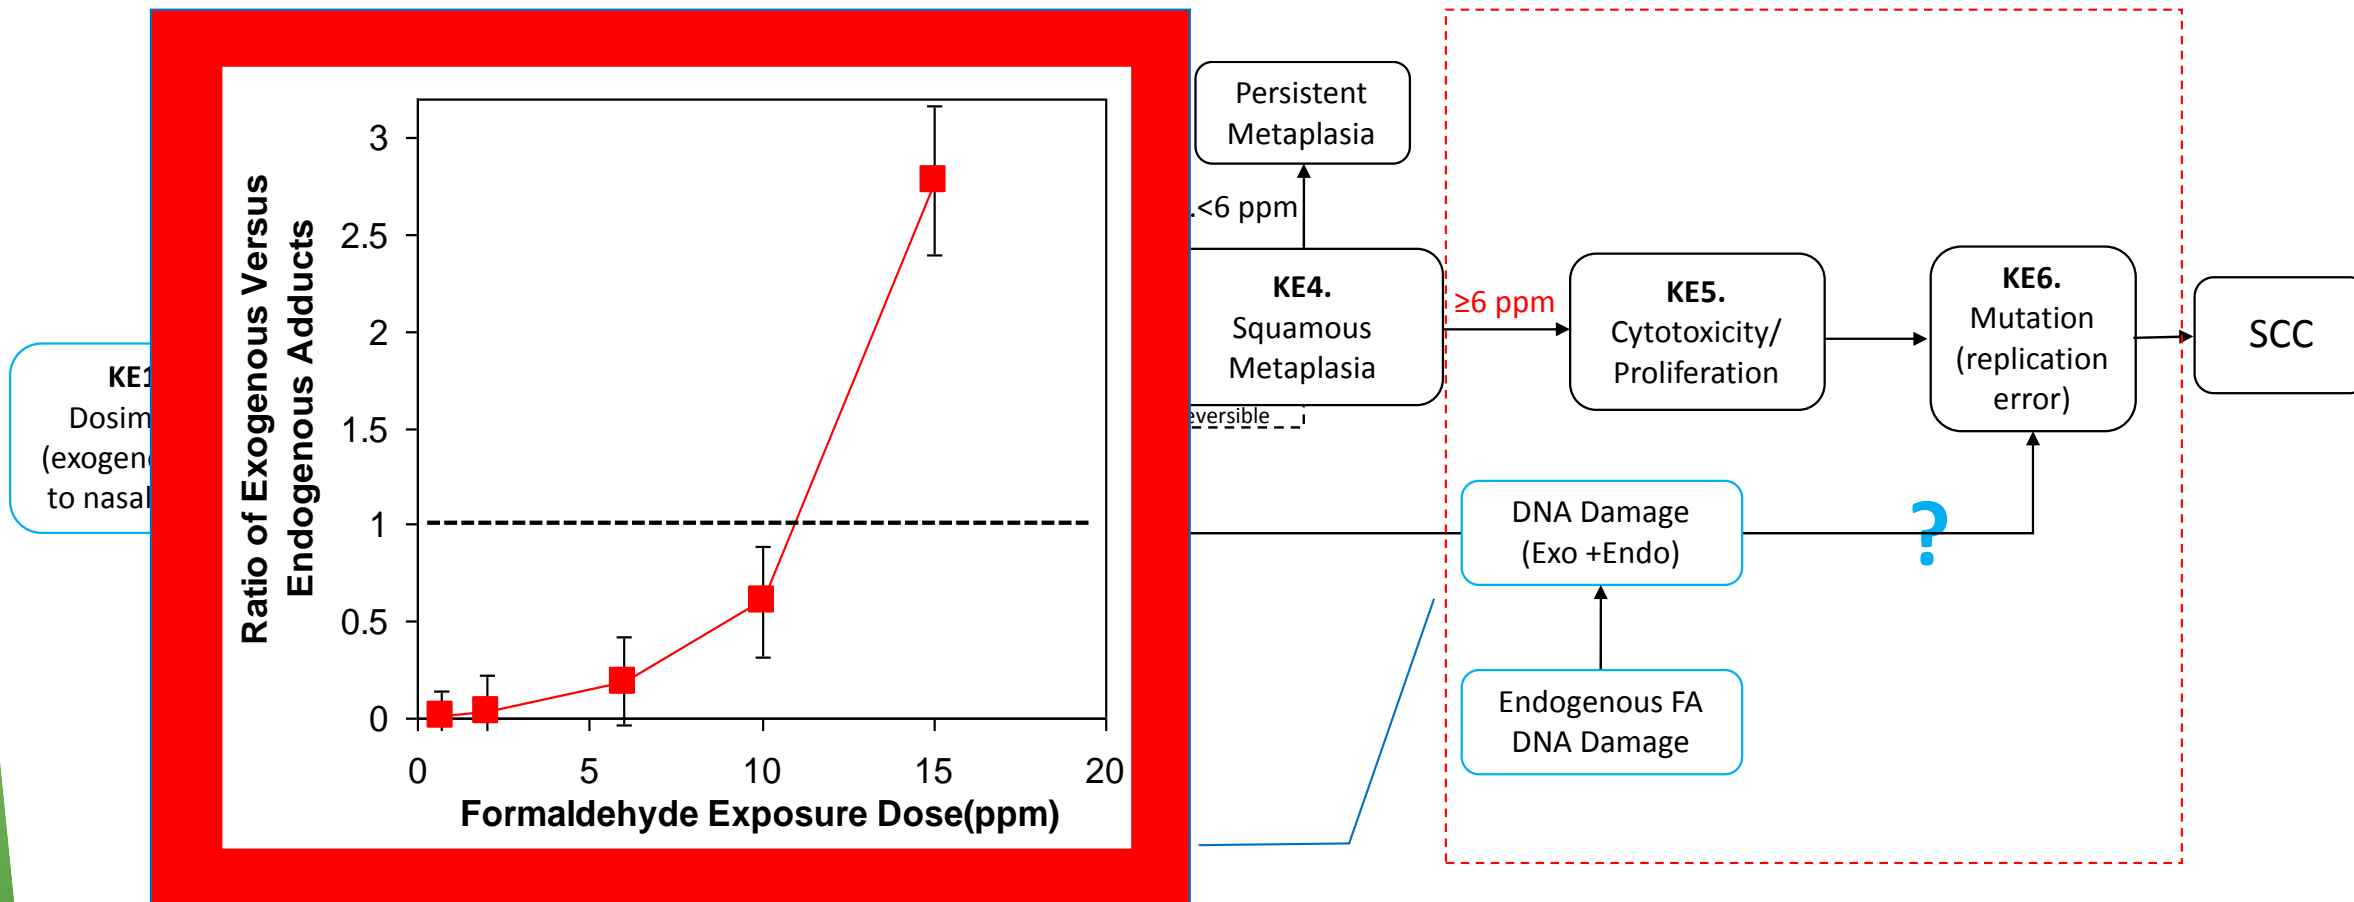 KE1
Dosim
(exogen
to nasal
Ratio of Exogenous Versus
Endogenous Adducts
3
2.5
2
1.5
1
0.5
0
0
5
10
15
20
Formaldehyde Exposure Dose(ppm)
Persistent
Metaplasia
.<6 ppm
KE4.
Squamous
Metaplasia
eversible
≥6 ppm
KE5.
Cytotoxicity/
Proliferation
KE6.
Mutation
(replication
error)
SCC
DNA Damage
(Exo +Endo)
?
Endogenous FA
DNA Damage